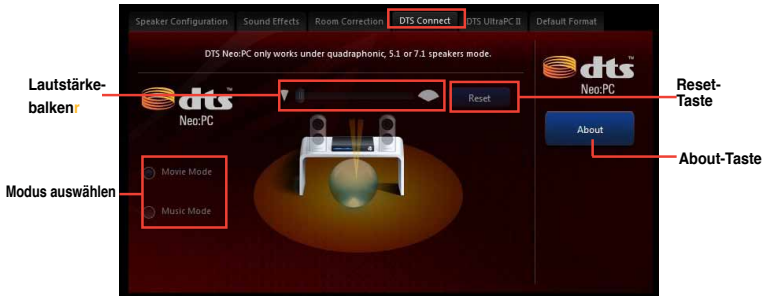 Speaker Configuration Sound Effects Room Correction DTS Connect DTS UltraPC II Default Format
DTS Neo:PC only works under quadraphonic, 5.1 or 7.1 speakers mode.
Lautstärke-
balkenr
dts
Neo:PC
Reset
dts
Neo:PC
Reset-
Taste
About
About-Taste
Modus auswählen
Movie Mode
Music Mode